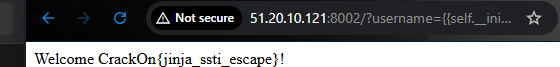 Not secure 51.20.10.121:8002/?username={{self.__ini...
Welcome CrackOn{jinja_ssti_escape}!